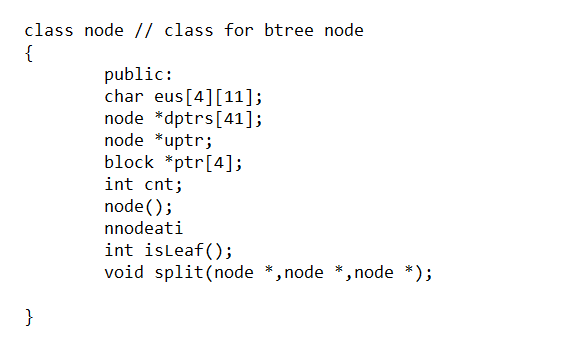 class node // class for btree node
{
public:
char eus[4][11];
node *dptrs[41];
node *uptr;
block *ptr[4];
int cnt;
node();
nnodeati
int isLeaf();
void split(node *,node *,node *);
}